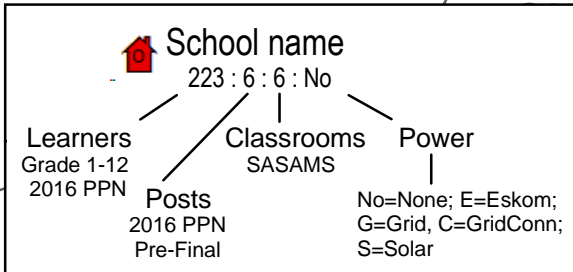 O
School name
223 : 6 : 6 : No
Learners
Grade 1-12
2016 PPN
Posts
2016 PPN
Pre-Final
Classrooms
SASAMS
Power
No=None; E=Eskom;
G=Grid, C=GridConn;
S=Solar